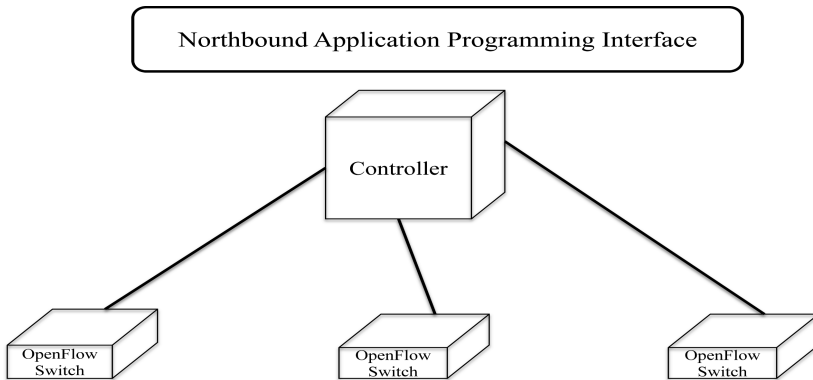 Northbound Application Programming Interface
Controller
OpenFlow
Switch
OpenFlow
Switch
OpenFlow
Switch